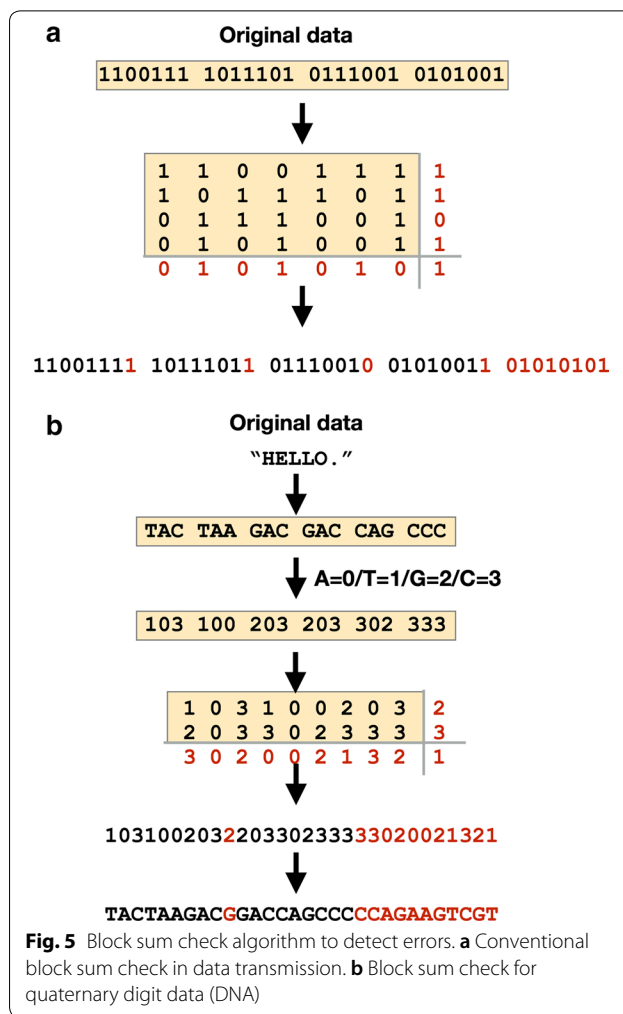 a
Original data
1100111 1011101 0111001 0101001
1 1 0 0 1 1 1 1
1 0 1 1 1 0 1 1
0 1 1 1 0 0 1 0
0 1 0 1 0 0 1 1
0 1 0 1 0 1 0 1
11001111 10111011 01110010 01010011 01010101
b
Original data
“HELLO.”
TAC TAA GAC GAC CAG CCC
A=0/T=1/G=2/C=3
103 100 203 203 302 333
1 0 3 1 0 0 2 0 3 2
2 0 3 3 0 2 3 3 3 3
3 0 2 0 0 2 1 3 2 1
103100203220330233333020021321
TACTAAGACGGACCAGCCCCCAGAAGTCGT
Fig. 5 Block sum check algorithm to detect errors. a Conventional
block sum check in data transmission. b Block sum check for
quaternary digit data (DNA)